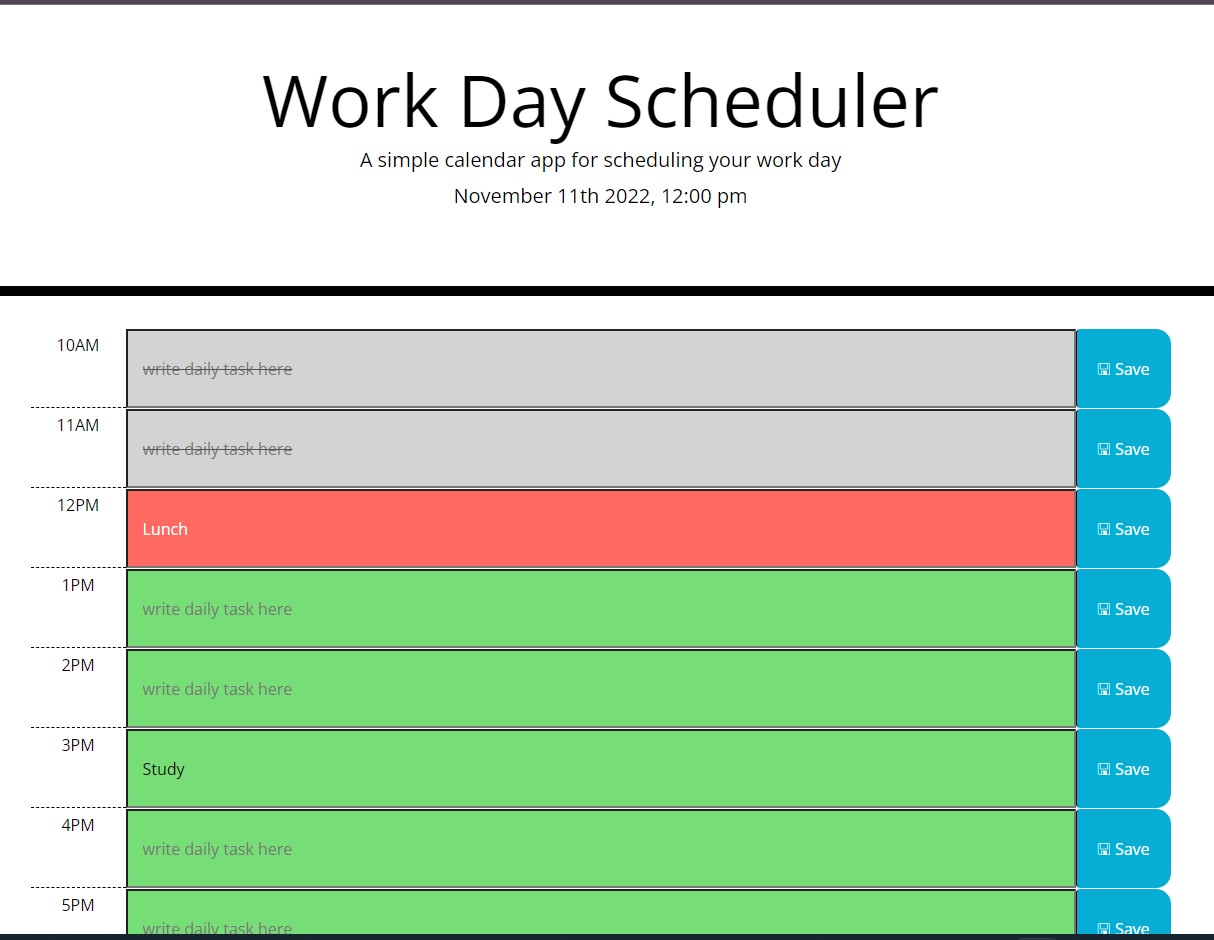 Work Day Scheduler
A simple calendar app for scheduling your work day
November 11th 2022, 12:00 pm
10AM write daily task here Save
11AM write daily task here Save
12PM Lunch Save
1PM write daily task here Save
2PM write daily task here Save
3PM Study Save
4PM write daily task here Save
5PM write daily task here Save